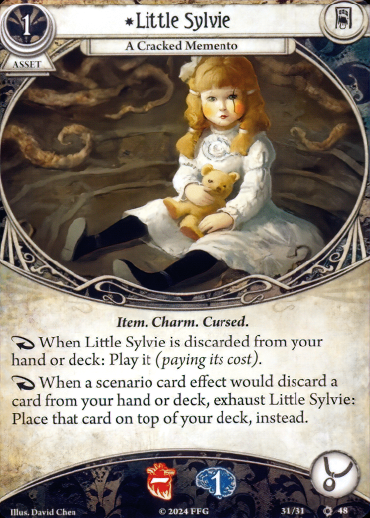 1
*Little Sylvie
ASSET
A Cracked Memento
Item. Charm. Cursed.
When Little Sylvie is discarded from your
hand or deck: Play it (paying its cost).
When a scenario card effect would discard a
card from your hand or deck, exhaust Little Sylvie:
Place that card on top of your deck, instead.
1
Illus. David Chen
© 2024 FFG
31/31
48